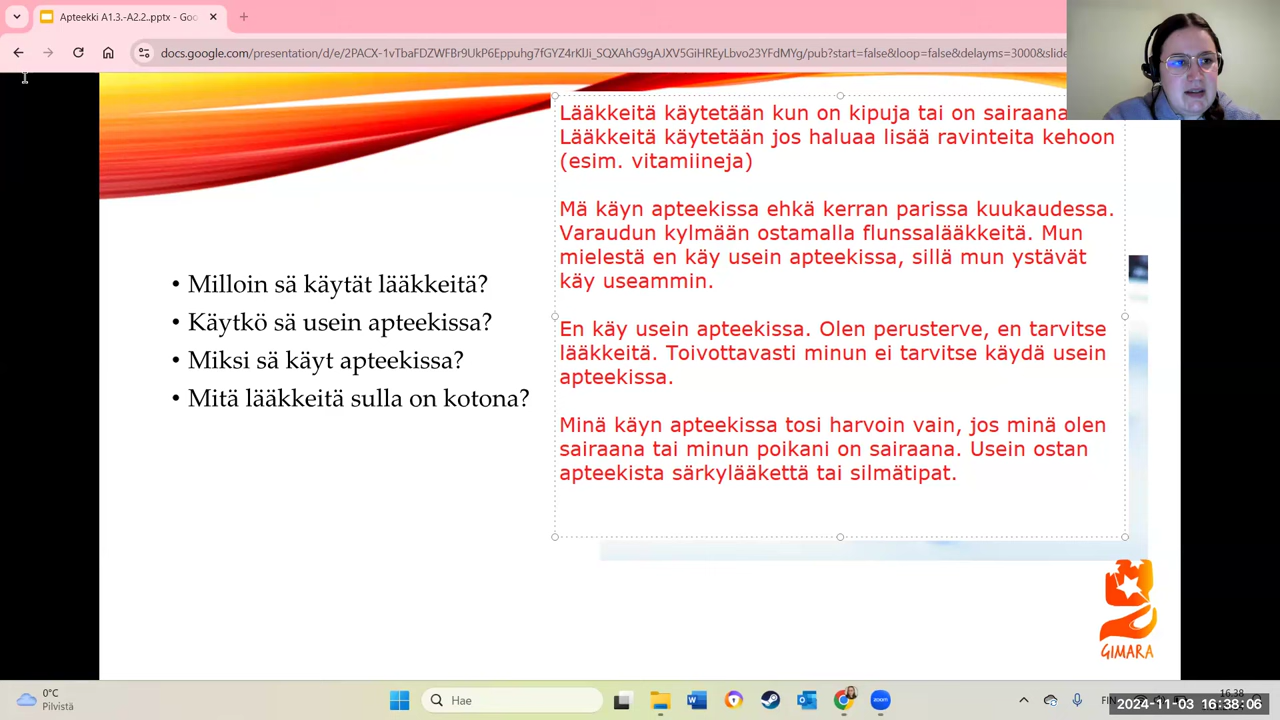 Apteekki A1.3.-A2.2.pptx - Goo
docs.google.com/presentation/d/e/2PACX-1vTbaFDZWFBr9UkP6Eppuhg7fGYZ4rKlJi_SQXAhG9gAJXV5GiHREyLbvo23YFdMYg/pub?start=false&loop=false&delayms=3000&slide
Lääkkeitä käytetään kun on kipuja tai on sairaana
Lääkkeitä käytetään jos haluaa lisää ravinteita kehoon
(esim. vitamiineja)
Mä käyn apteekissa ehkä kerran parissa kuukaudessa.
Varaudun kylmään ostamalla flunssalääkkeitä. Mun
mielestä en käy usein apteekissa, sillä mun ystävät
käy useammin.
En käy usein apteekissa. Olen perusterve, en tarvitse
lääkkeitä. Toivottavasti minun ei tarvitse käydä usein
apteekissa.
Minä käyn apteekissa tosi harvoin vain, jos minä olen
sairaana tai minun poikani on sairaana. Usein ostan
apteekista särkylääkettä tai silmätipat.
• Milloin sä käytät lääkkeitä?
• Käytkö sä usein apteekissa?
• Miksi sä käyt apteekissa?
• Mitä lääkkeitä sulla on kotona?
GIMARA
0°C
Pilvistä
Hae
FIN
16.38
2024-11-03 16:38:06